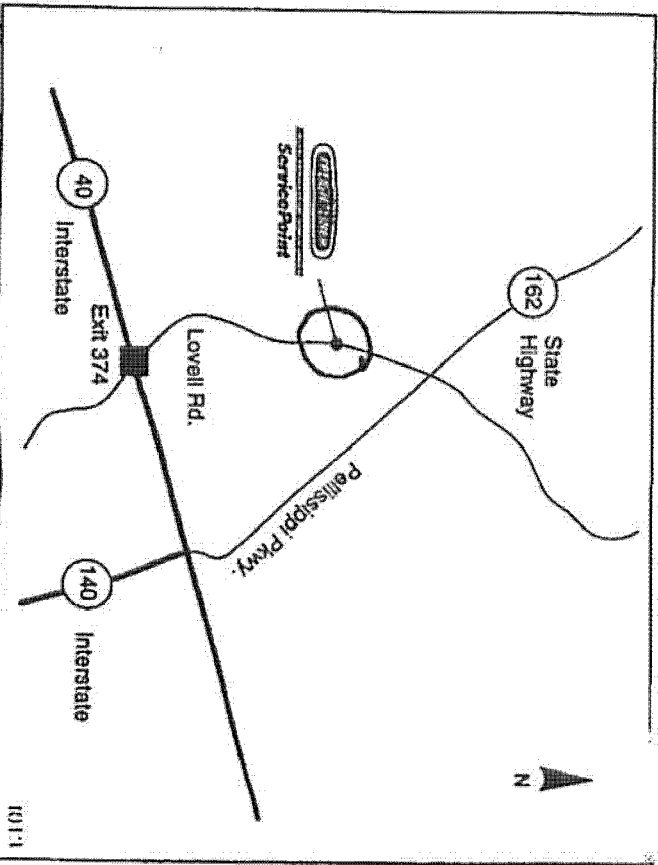 162
State
Highway
N
ServicePoint
Pellissippi Pkwy.
Lovell Rd.
Exit 374
40
Interstate
140
Interstate